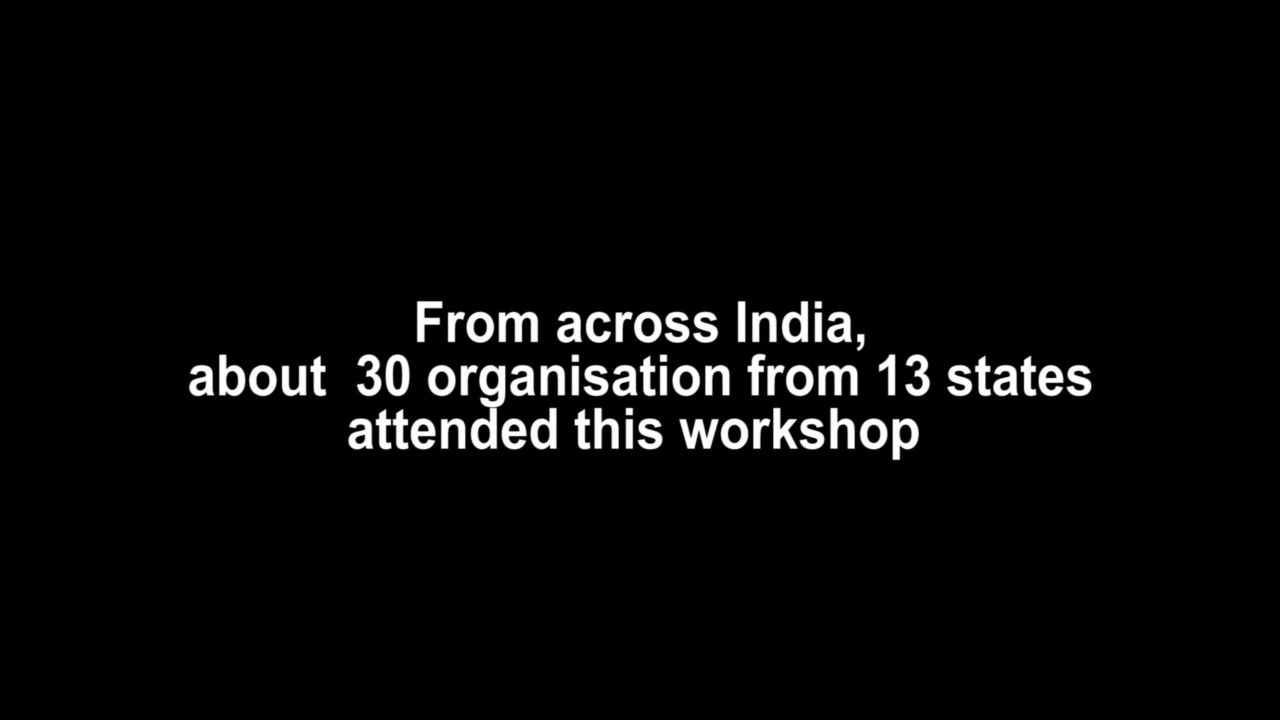 From across India,
about  30 organisation from 13 states
attended this workshop